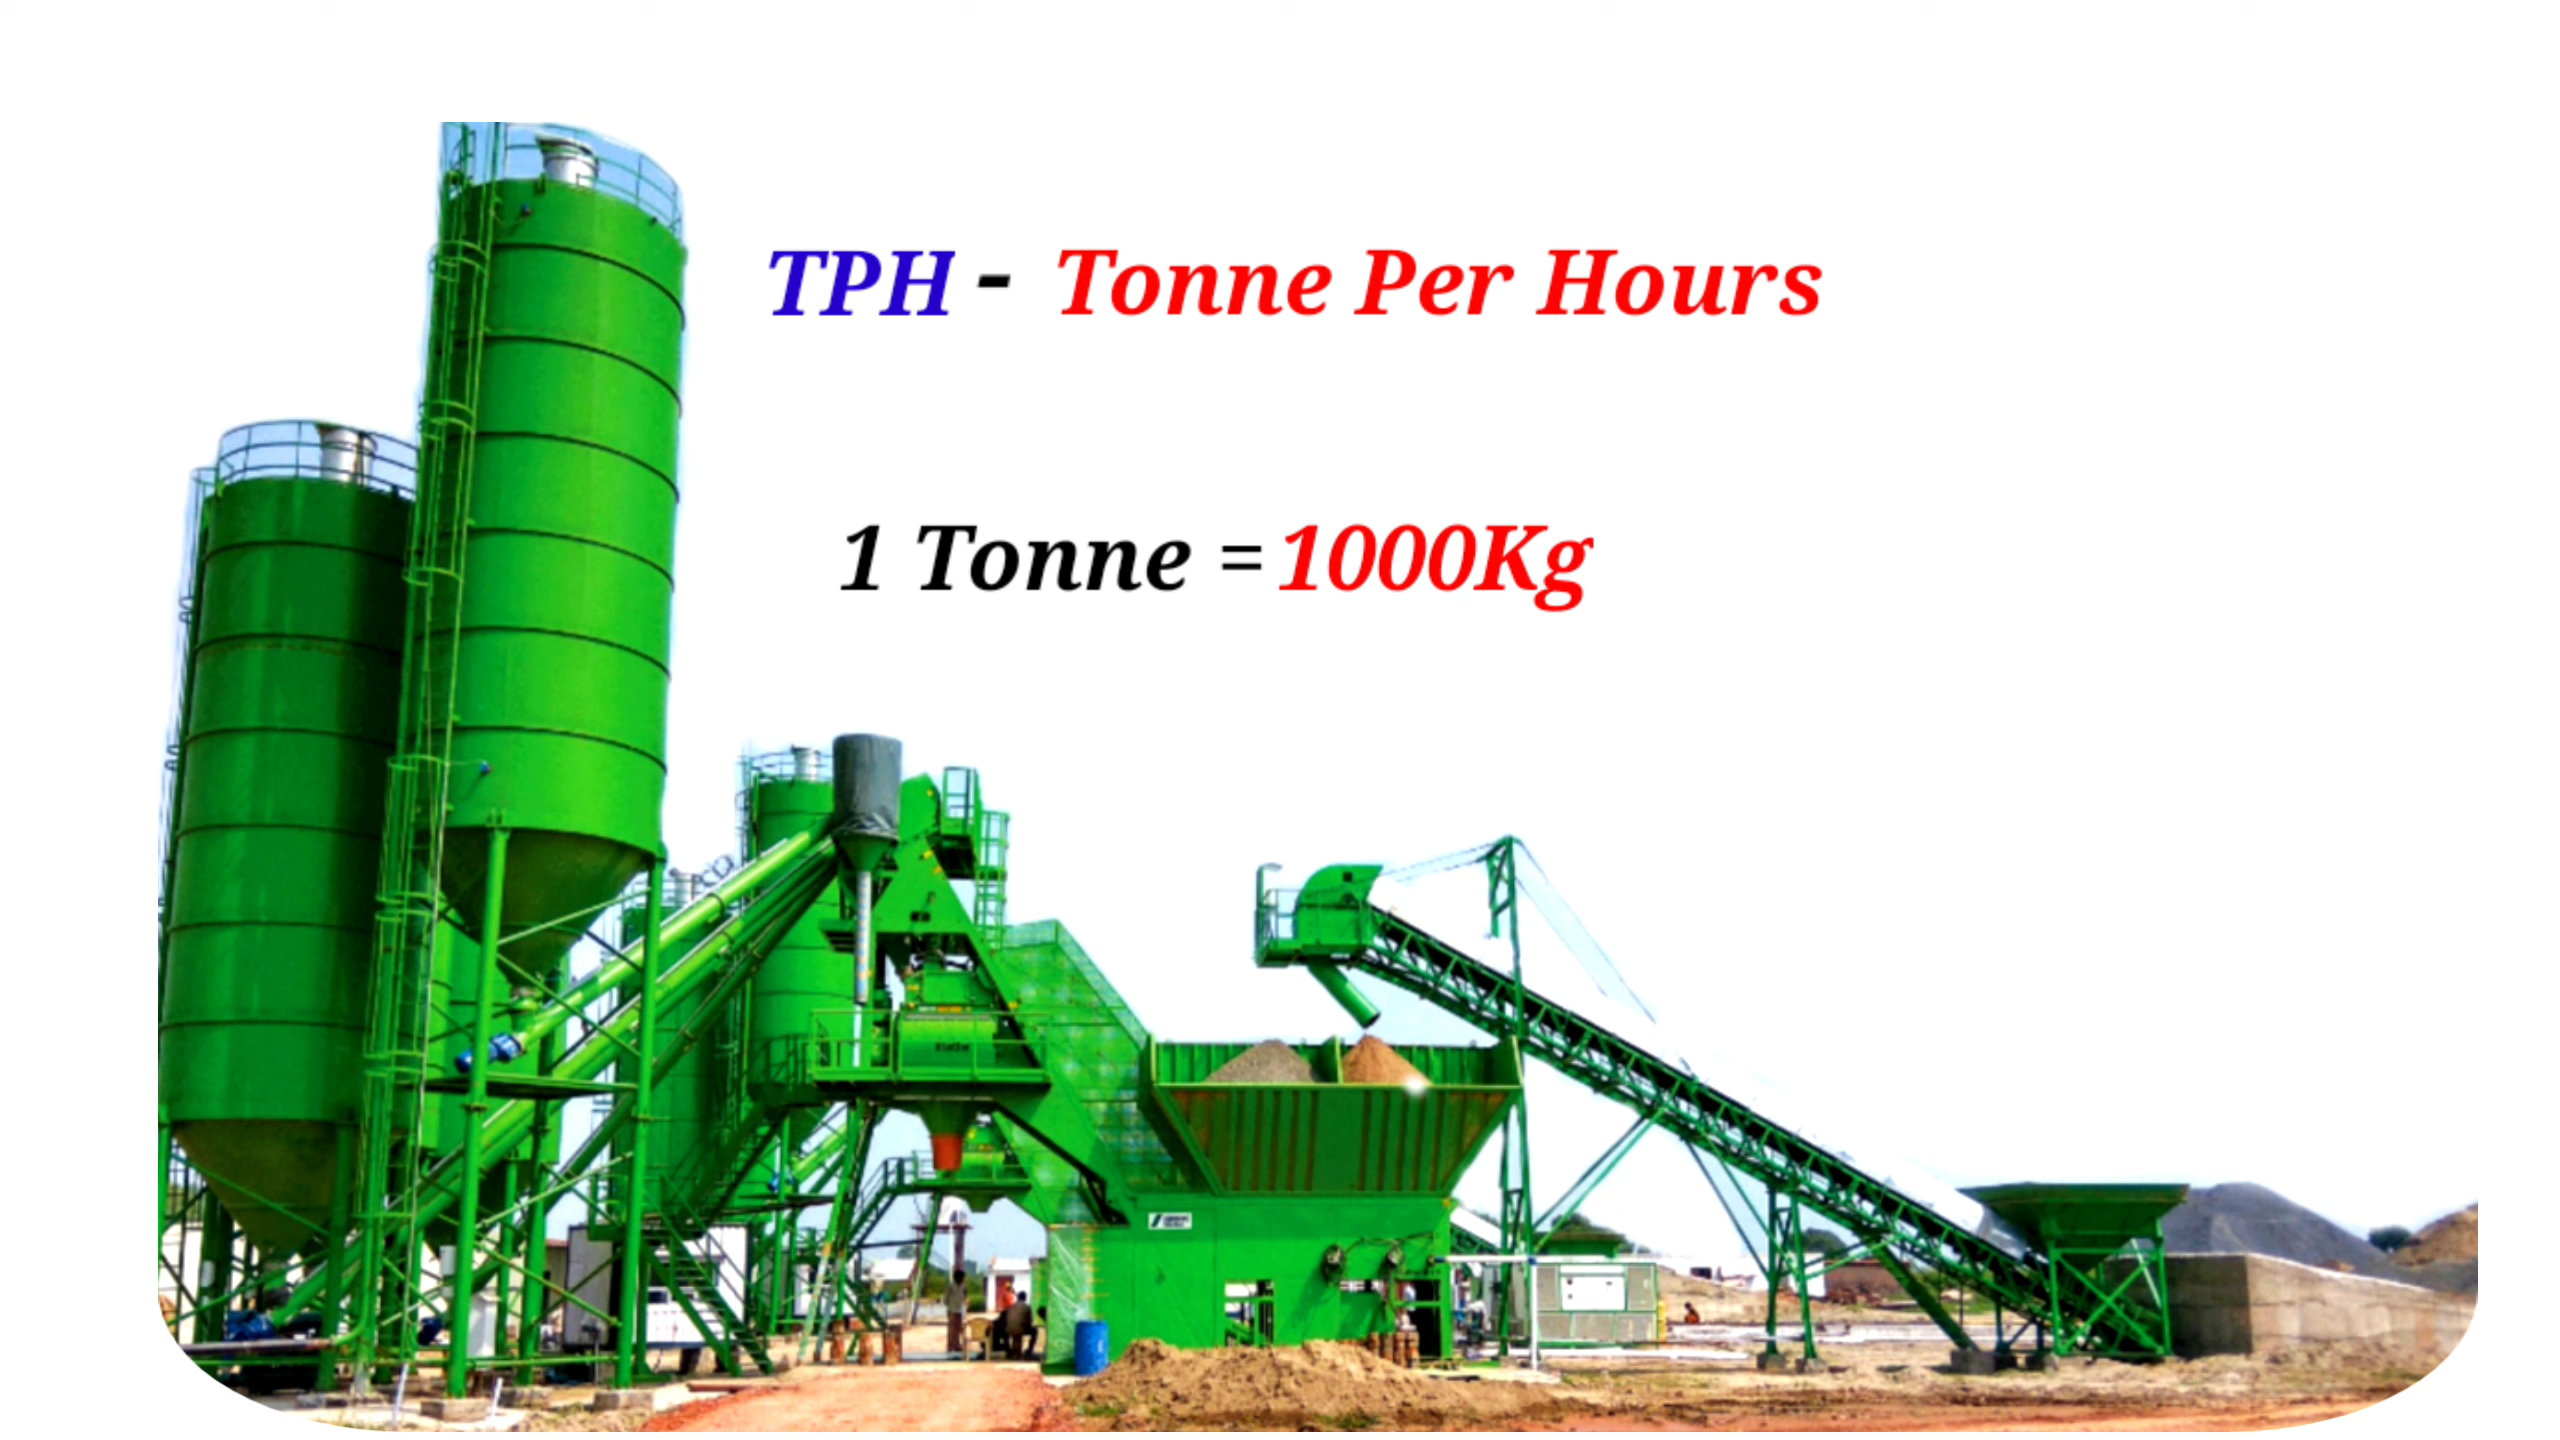 TPH - Tonne Per Hours
1 Tonne = 1000Kg